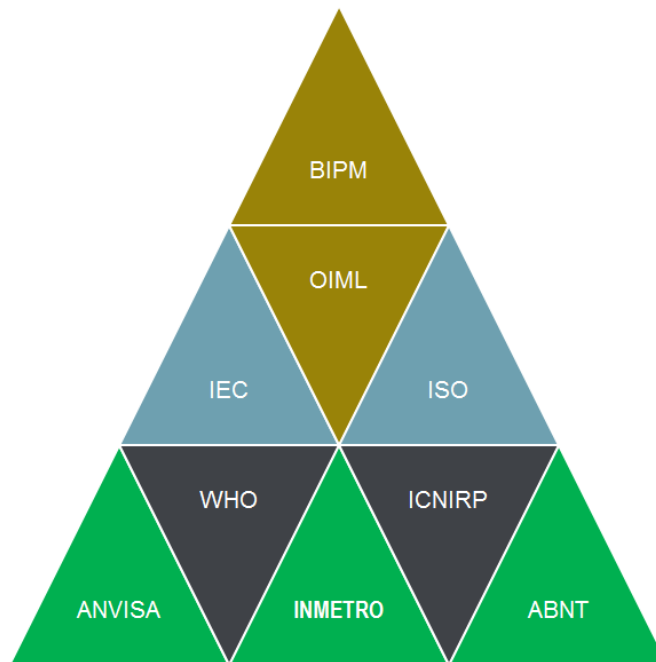 BIPM
OIML
IEC ISO
WHO ICNIRP
ANVISA INMETRO ABNT